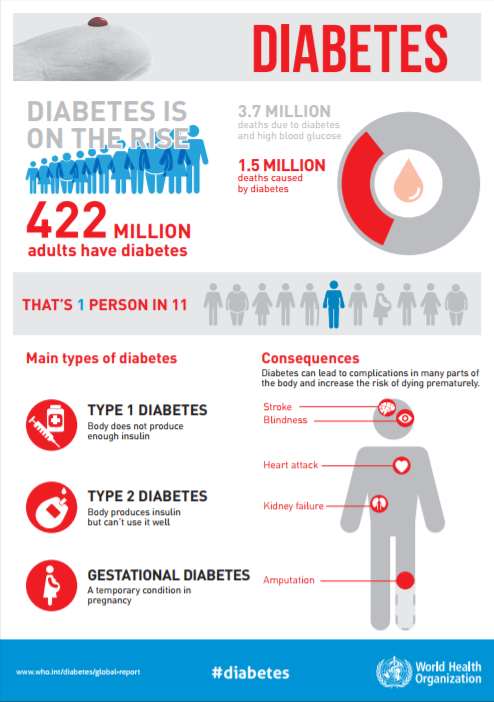 DIABETES
DIABETES IS
ON THE RISE
422 MILLION
adults have diabetes
3.7 MILLION
deaths due to diabetes
and high blood glucose
1.5 MILLION
deaths caused
by diabetes
THAT'S 1 PERSON IN 11
Main types of diabetes
TYPE 1 DIABETES
Body does not produce
enough insulin
TYPE 2 DIABETES
Body produces insulin
but can't use it well
GESTATIONAL DIABETES
A temporary condition in
pregnancy
Consequences
Diabetes can lead to complications in many parts of
the body and increase the risk of dying prematurely.
Stroke
Blindness
Heart attack
Kidney failure
Amputation
www.who.int/diabetes/global-report
#diabetes
World Health
Organization